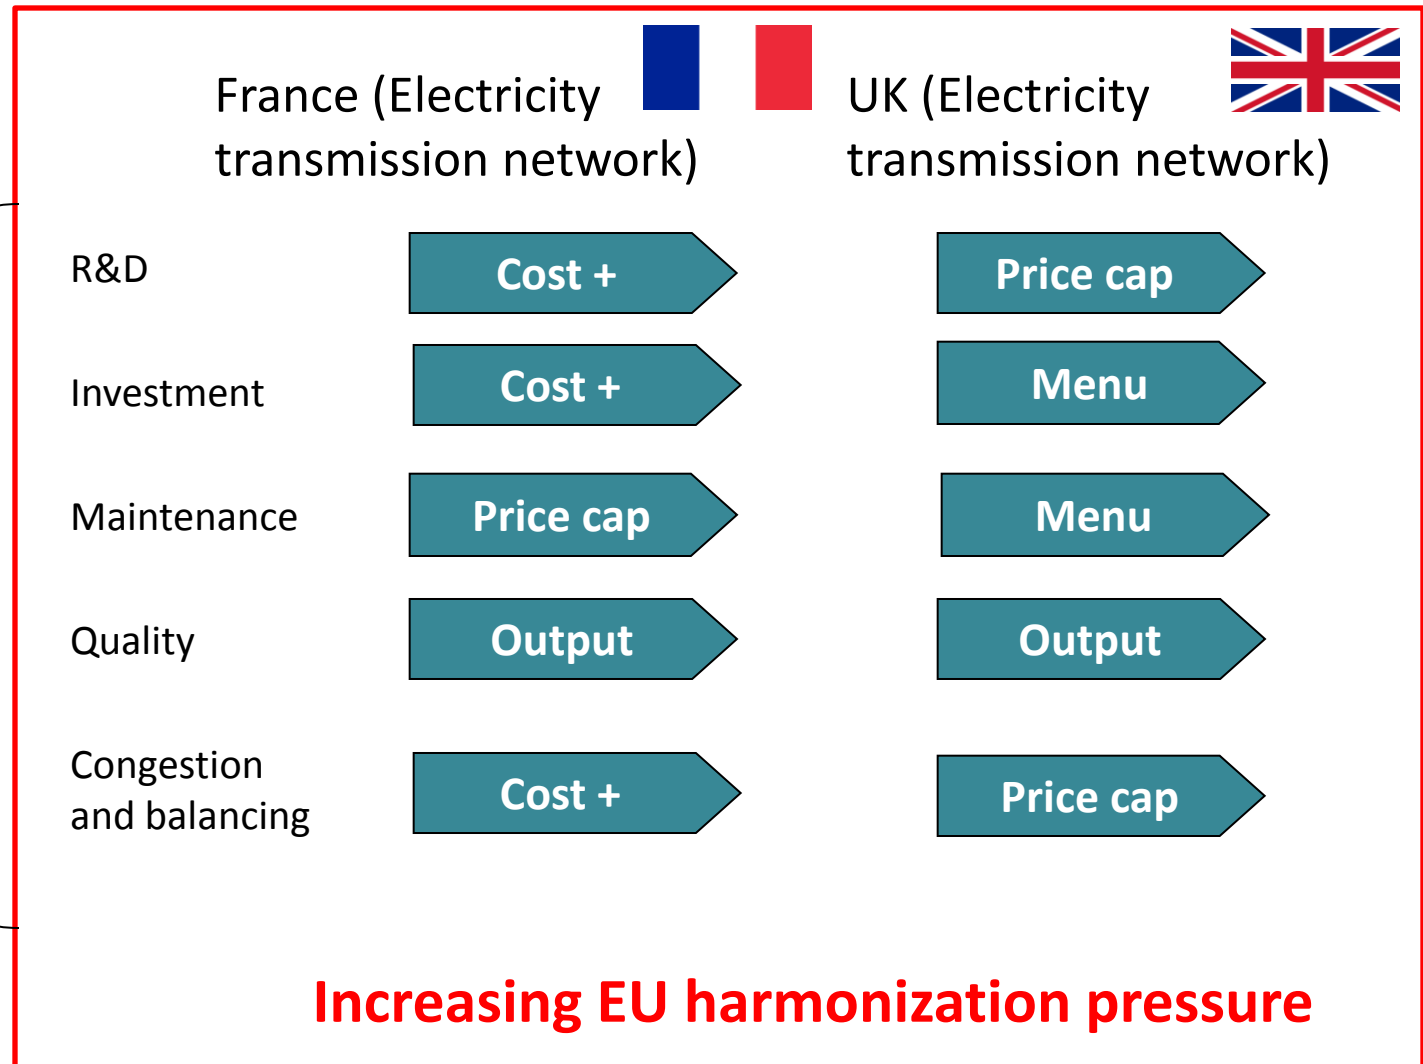 France (Electricity
transmission network)
UK (Electricity
transmission network)
R&D
Cost +
Price cap
Investment
Cost +
Menu
Maintenance
Price cap
Menu
Quality
Output
Output
Congestion
and balancing
Cost +
Price cap
Increasing EU harmonization pressure